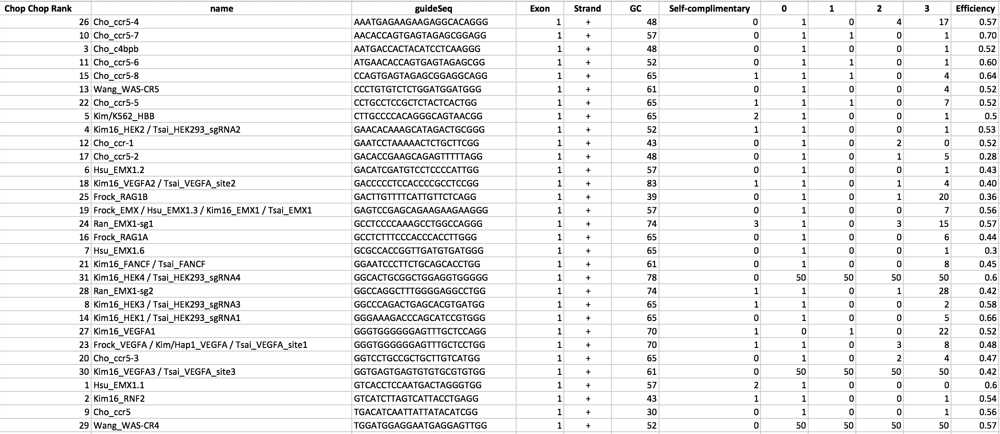 Chop Chop Rank name guideSeq Exon Strand GC Self-complimentary 0 1 2 3 Efficiency
26 Cho_ccr5-4 AAATGAGAAGAAGAGGCACAGGG 1 + 48 0 1 0 4 17 0.57
10 Cho_ccr5-7 AACACCAGTGAGTAGAGCGGAGG 1 + 57 0 1 1 0 1 0.70
3 Cho_c4bpb AATGACCACTACATCCTCAAGGG 1 + 48 0 1 0 0 1 0.52
11 Cho_ccr5-6 ATGAACACCAGTGAGTAGAGCGG 1 + 52 0 1 1 0 1 0.60
15 Cho_ccr5-8 CCAGTGAGTAGAGCGGAGGCAGG 1 + 65 1 1 1 0 4 0.64
13 Wang_WAS-CR5 CCCTGTGTCTCTGGATGGATGGG 1 + 61 0 1 0 0 4 0.52
22 Cho_ccr5-5 CCTGCCTCCGCTCTACTCACTGG 1 + 65 1 1 1 0 7 0.52
5 Kim/K562_HBB CTTGCCCCACAGGGCAGTAACGG 1 + 65 2 1 0 0 1 0.5
4 Kim16_HEK2 / Tsai_HEK293_sgRNA2 GAACACAAAGCATAGACTGCGGG 1 + 52 1 1 0 0 1 0.53
12 Cho_ccr-1 GAATCCTAAAAACTCTGCTTCGG 1 + 43 0 1 0 2 0 0.52
17 Cho_ccr5-2 GACACCGAAGCAGAGTTTTTAGG 1 + 48 0 1 0 1 5 0.28
6 Hsu_EMX1.2 GACATCGATGTCCTCCCCATTGG 1 + 57 0 1 0 0 1 0.43
18 Kim16_VEGFA2 / Tsai_VEGFA_site2 GACCCCCTCCACCCCGCCTCCGG 1 + 83 1 1 0 1 4 0.40
25 Frock_RAG1B GACTTGTTTTCATTGTTCTCAGG 1 + 39 0 1 0 1 20 0.36
19 Frock_EMX / Hsu_EMX1.3 / Kim16_EMX1 / Tsai_EMX1 GAGTCCGAGCAGAAGAAGAAGGG 1 + 57 0 1 0 0 7 0.56
24 Ran_EMX1-sg1 GCCTCCCCAAAGCCTGGCCAGGG 1 + 74 3 1 0 3 15 0.57
16 Frock_RAG1A GCCTCTTTCCCACCCACCTTGGG 1 + 65 0 1 0 0 6 0.44
7 Hsu_EMX1.6 GCGCCACCGGTTGATGTGATGGG 1 + 65 0 1 0 0 1 0.3
21 Kim16_FANCF / Tsai_FANCF GGAATCCCTTCTGCAGCACCTGG 1 + 61 0 1 0 0 8 0.45
31 Kim16_HEK4 / Tsai_HEK293_sgRNA4 GGCACTGCGGCTGGAGGTGGGGG 1 + 78 0 50 50 50 50 0.6
28 Ran_EMX1-sg2 GGCCAGGCTTTGGGGAGGCCTGG 1 + 74 1 1 0 1 28 0.42
8 Kim16_HEK3 / Tsai_HEK293_sgRNA3 GGCCCAGACTGAGCACGTGATGG 1 + 65 1 1 0 0 2 0.58
14 Kim16_HEK1 / Tsai_HEK293_sgRNA1 GGGAAAGACCCAGCATCCGTGGG 1 + 65 0 1 0 0 5 0.66
27 Kim16_VEGFA1 GGGTGGGGGGAGTTTGCTCCAGG 1 + 70 1 0 1 0 22 0.52
23 Frock_VEGFA / Kim/Hap1_VEGFA / Tsai_VEGFA_site1 GGGTGGGGGGAGTTTGCTCCTGG 1 + 70 1 1 0 3 8 0.48
20 Cho_ccr5-3 GGTCCTGCCGCTGCTTGTCATGG 1 + 65 0 1 0 2 4 0.47
30 Kim16_VEGFA3 / Tsai_VEGFA_site3 GGTGAGTGAGTGTGTGCGTGTGG 1 + 61 0 50 50 50 50 0.42
1 Hsu_EMX1.1 GTCACCTCCAATGACTAGGGTGG 1 + 57 2 1 0 0 0 0.6
2 Kim16_RNF2 GTCATCTTAGTCATTACCTGAGG 1 + 43 1 1 0 0 1 0.54
9 Cho_ccr5 TGACATCAATTATTATACATCGG 1 + 30 0 1 0 0 1 0.56
29 Wang_WAS-CR4 TGGATGGAGGAATGAGGAGTTGG 1 + 52 0 50 50 50 50 0.57